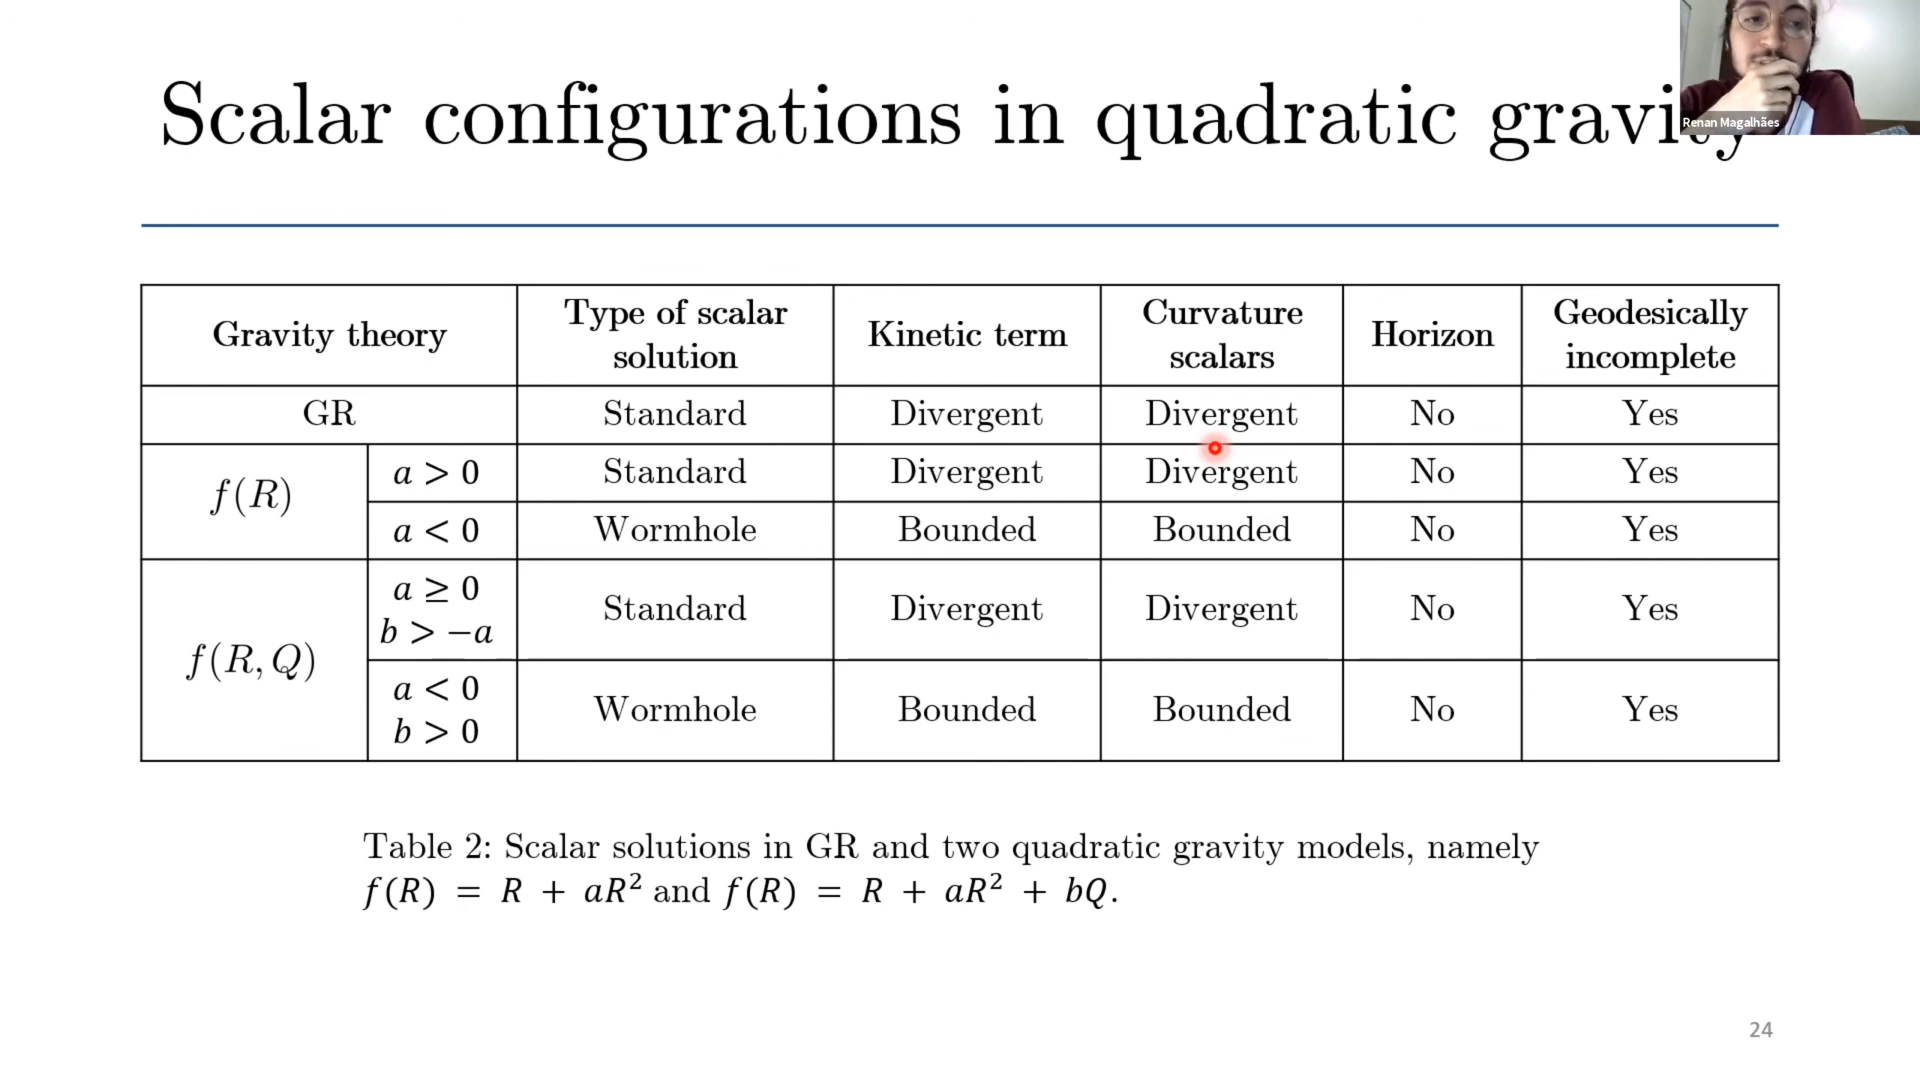 Scalar configurations in quadratic gravity
Renan Magalhães
Gravity theory Type of scalar solution Kinetic term Curvature scalars Horizon Geodesically incomplete
GR Standard Divergent Divergent No Yes
f(R) a > 0 Standard Divergent Divergent No Yes
a < 0 Wormhole Bounded Bounded No Yes
f(R, Q) a ≥ 0 b > −a Standard Divergent Divergent No Yes
a < 0 b > 0 Wormhole Bounded Bounded No Yes
Table 2: Scalar solutions in GR and two quadratic gravity models, namely
f(R) = R + aR² and f(R) = R + aR² + bQ.
24